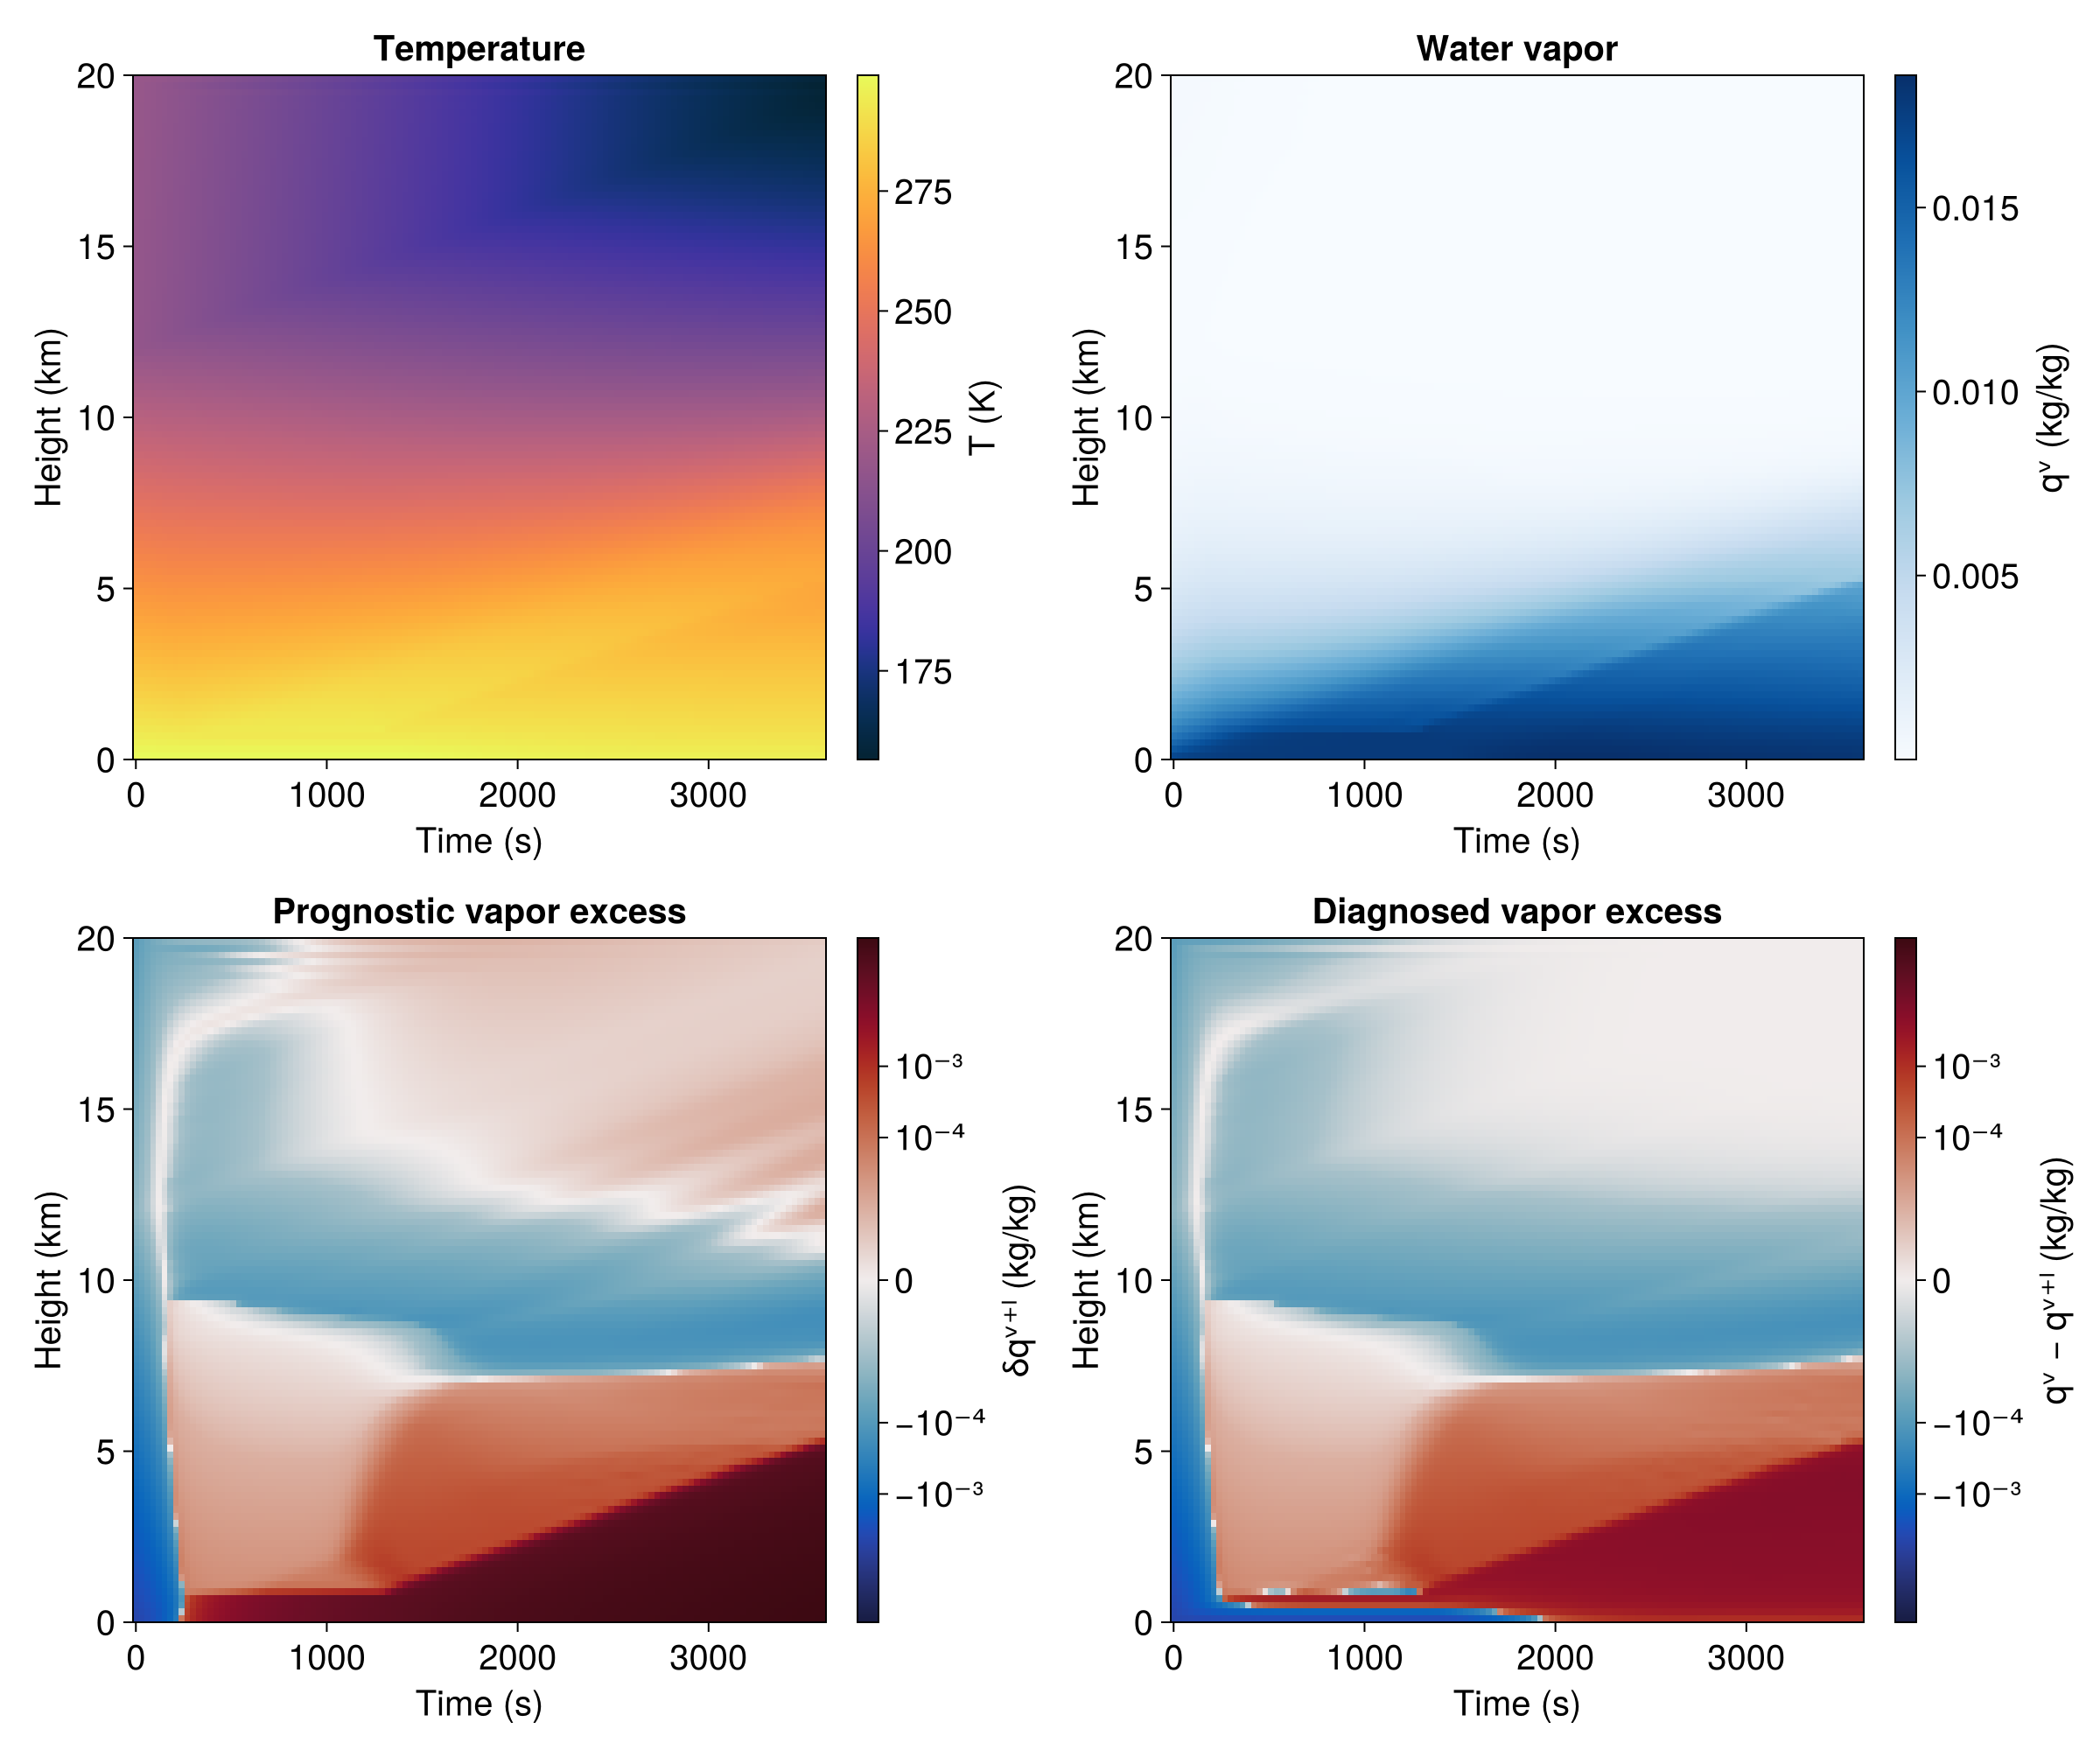 Temperature
20
15
10
5
0
Height (km)
0 1000 2000 3000
Time (s)
275
250
225
200
175
T (K)
Water vapor
20
15
10
5
0
Height (km)
0 1000 2000 3000
Time (s)
0.015
0.010
0.005
qᵛ (kg/kg)
Prognostic vapor excess
20
15
10
5
0
Height (km)
0 1000 2000 3000
Time (s)
10⁻³
10⁻⁴
0
−10⁻⁴
−10⁻³
δqᵛ⁺ˡ (kg/kg)
Diagnosed vapor excess
20
15
10
5
0
Height (km)
0 1000 2000 3000
Time (s)
10⁻³
10⁻⁴
0
−10⁻⁴
−10⁻³
qᵛ − qᵛ⁺ˡ (kg/kg)